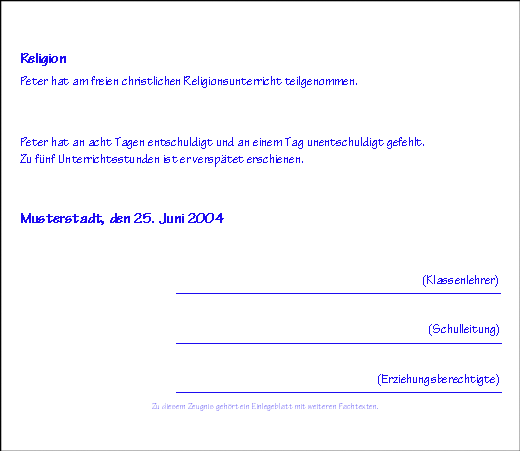 Religion
Peter hat am freien christlichen Religionsunterricht teilgenommen.
Peter hat an acht Tagen entschuldigt und an einem Tag unentschuldigt gefehlt.
Zu fünf Unterrichtsstunden ist er verspätet erschienen.
Musterstadt, den 25. Juni 2004
(Klassenlehrer)
(Schulleitung)
(Erziehungsberechtigte)
Zu diesem Zeugnis gehört ein Einlegeblatt mit weiteren Fachtexten.